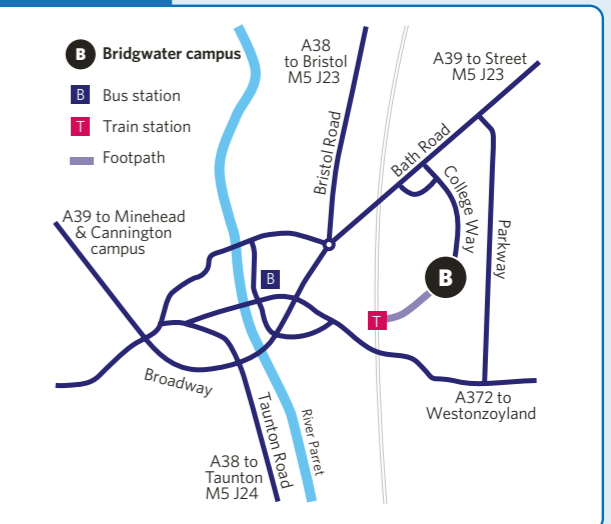 B Bridgwater campus
B Bus station
T Train station
Footpath
A38
to Bristol
M5 J23
A39 to Street
M5 J23
Bristol Road
Bath Road
College Way
Parkway
A39 to Minehead
& Cannington
campus
B
B
T
Broadway
Taunton Road
River Parret
A372 to
Westonzoyland
A38 to
Taunton
M5 J24